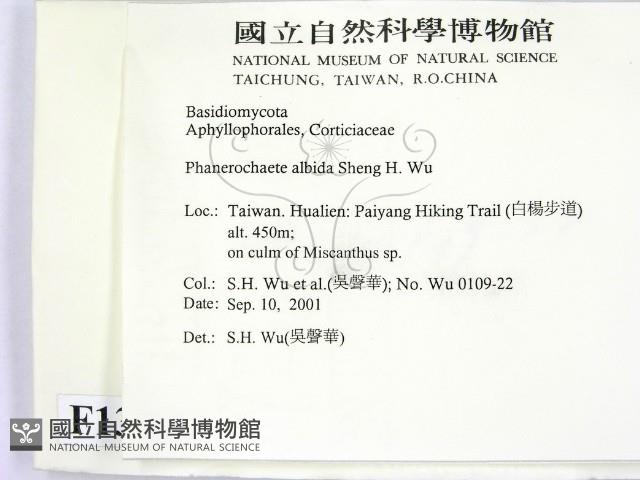 國立自然科學博物館
NATIONAL MUSEUM OF NATURAL SCIENCE
TAICHUNG, TAIWAN, R.O.CHINA
Basidiomycota
Aphyllophorales, Corticiaceae
Phanerochaete albida Sheng H. Wu
Loc.: Taiwan. Hualien: Paiyang Hiking Trail (白楊步道)
alt. 450m;
on culm of Miscanthus sp.
Col.: S.H. Wu et al.(吳聲華); No. Wu 0109-22
Date: Sep. 10, 2001
Det.: S.H. Wu(吳聲華)
國立自然科學博物館
NATIONAL MUSEUM OF NATURAL SCIENCE